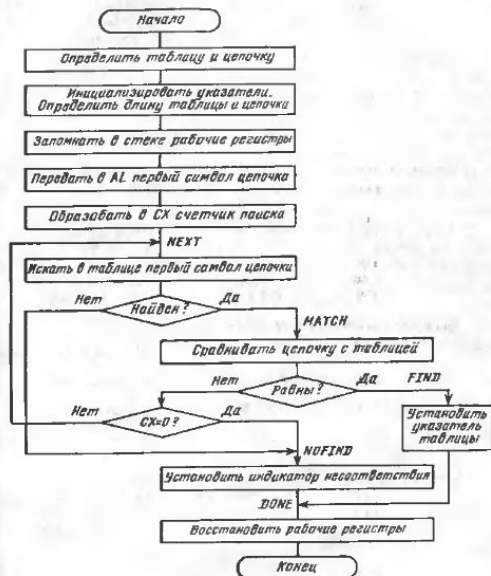 Начало
Определить таблицу и цепочку
Инициализировать указатели.
Определить длину таблицы и цепочки
Запомнить в стеке рабочие регистры
Передать в AL первый символ цепочки
Образовать в CX счетчик поиска
NEXT
Искать в таблице первый символ цепочки
Нет
Найден?
Да
MATCH
Сравнивать цепочку с таблицей
Нет
Равны?
Да
FIND
Нет
CX=0?
Да
Установить
указатель
таблицы
NOFIND
Установить индикатор несоответствия
DONE
Восстановить рабочие регистры
Конец